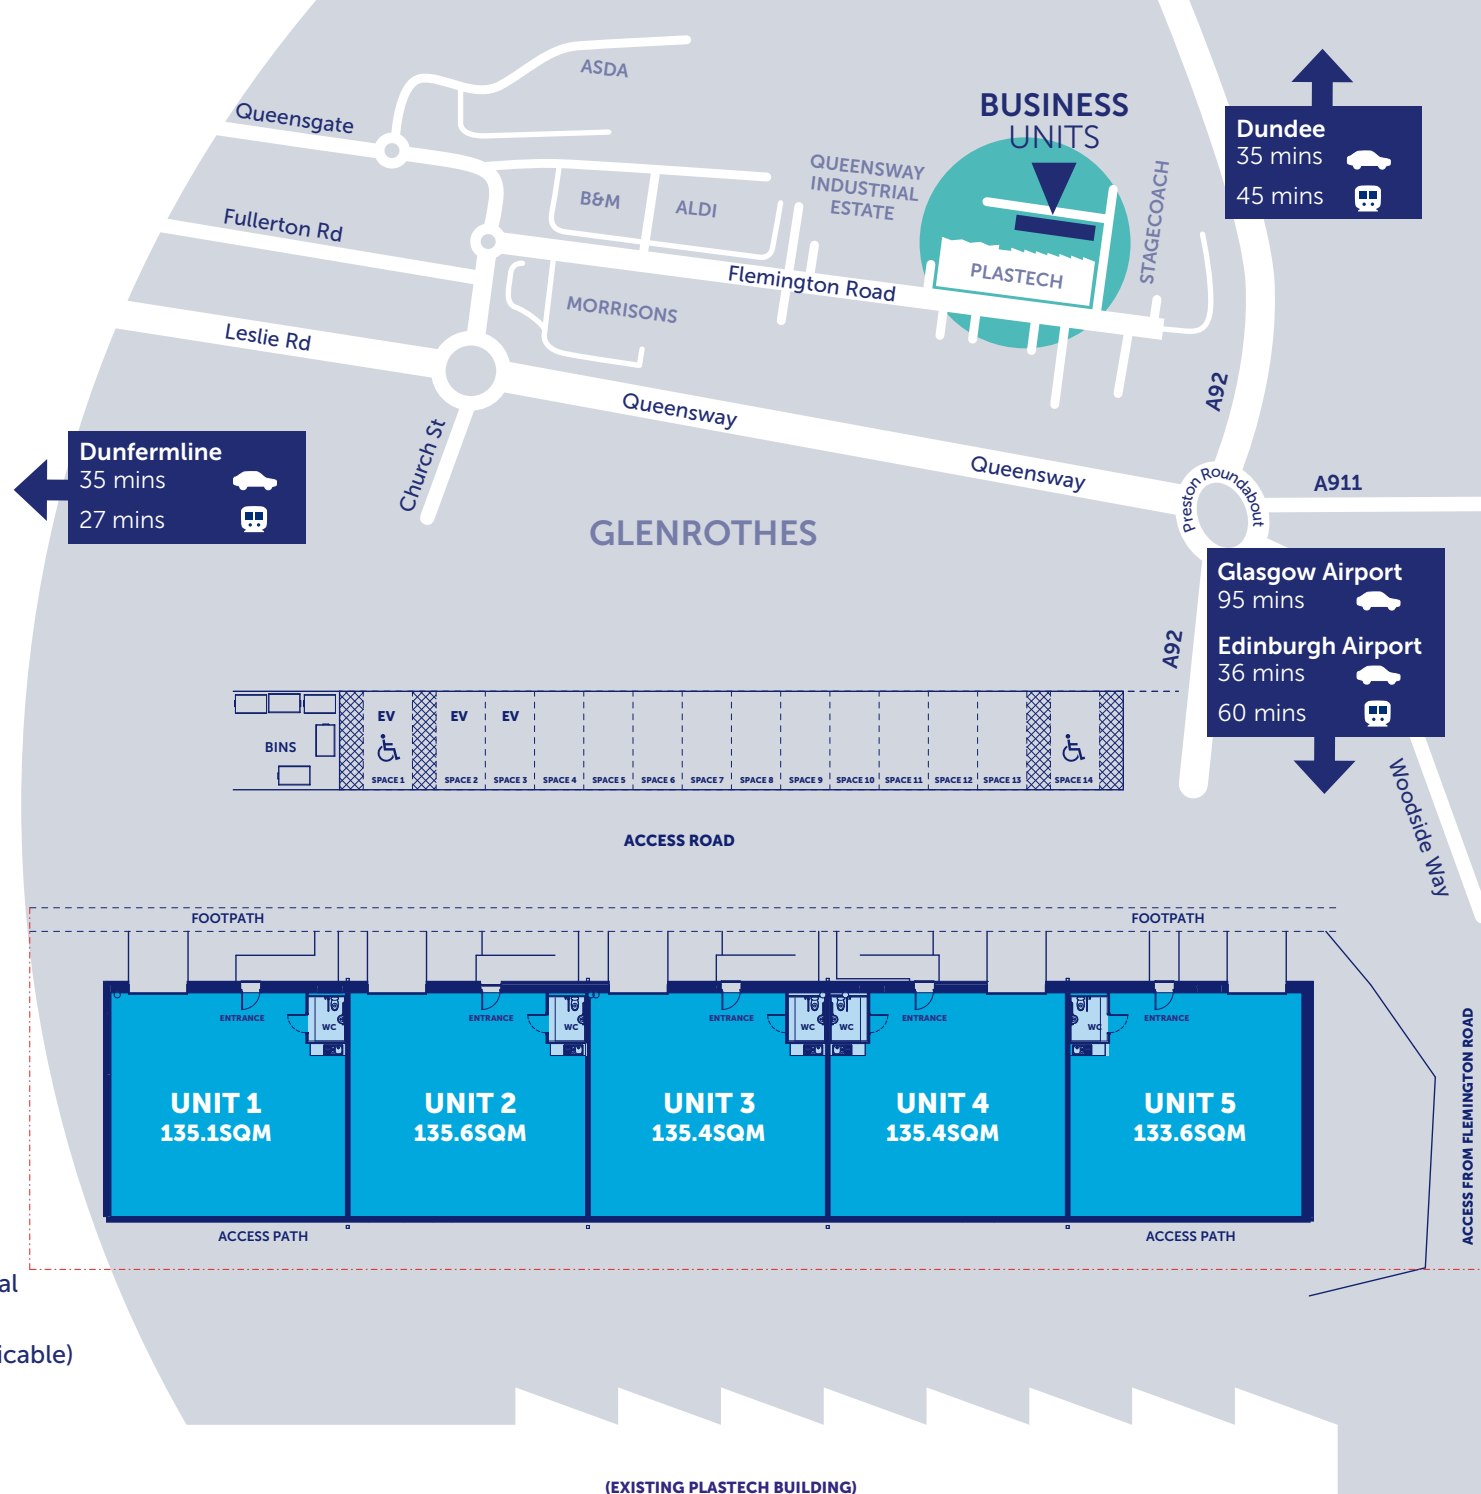 ASDA
Queensgate
BUSINESS
UNITS
Dundee
35 mins
45 mins
QUEENSWAY
INDUSTRIAL
ESTATE
STAGECOACH
B&M
ALDI
Fullerton Rd
PLASTECH
Flemington Road
MORRISONS
Leslie Rd
A92
Queensway
Church St
Dunfermline
35 mins
27 mins
Queensway
Preston Roundabout
A911
GLENROTHES
Glasgow Airport
95 mins
Edinburgh Airport
36 mins
60 mins
A92
Woodside Way
BINS
EV
EV
EV
SPACE 1
SPACE 2
SPACE 3
SPACE 4
SPACE 5
SPACE 6
SPACE 7
SPACE 8
SPACE 9
SPACE 10
SPACE 11
SPACE 12
SPACE 13
SPACE 14
ACCESS ROAD
FOOTPATH
FOOTPATH
ENTRANCE
WC
ENTRANCE
WC
ENTRANCE
WC
WC
ENTRANCE
WC
ENTRANCE
UNIT 1
135.1SQM
UNIT 2
135.6SQM
UNIT 3
135.4SQM
UNIT 4
135.4SQM
UNIT 5
133.6SQM
ACCESS FROM FLEMINGTON ROAD
ACCESS PATH
ACCESS PATH
al
icable)
(EXISTING PLASTECH BUILDING)